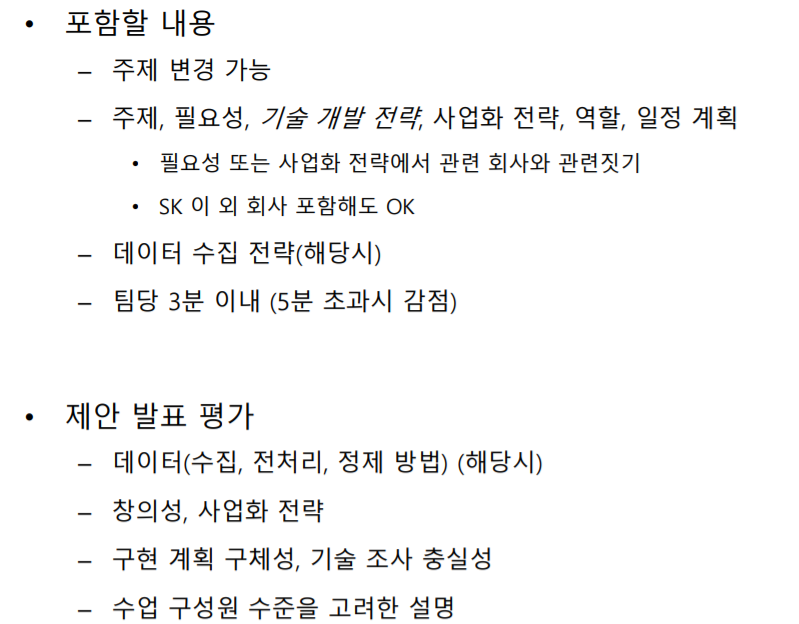 • 포함할 내용
– 주제 변경 가능
– 주제, 필요성, 기술 개발 전략, 사업화 전략, 역할, 일정 계획
• 필요성 또는 사업화 전략에서 관련 회사와 관련짓기
• SK 이 외 회사 포함해도 OK
– 데이터 수집 전략(해당시)
– 팀당 3분 이내 (5분 초과시 감점)
• 제안 발표 평가
– 데이터(수집, 전처리, 정제 방법) (해당시)
– 창의성, 사업화 전략
– 구현 계획 구체성, 기술 조사 충실성
– 수업 구성원 수준을 고려한 설명